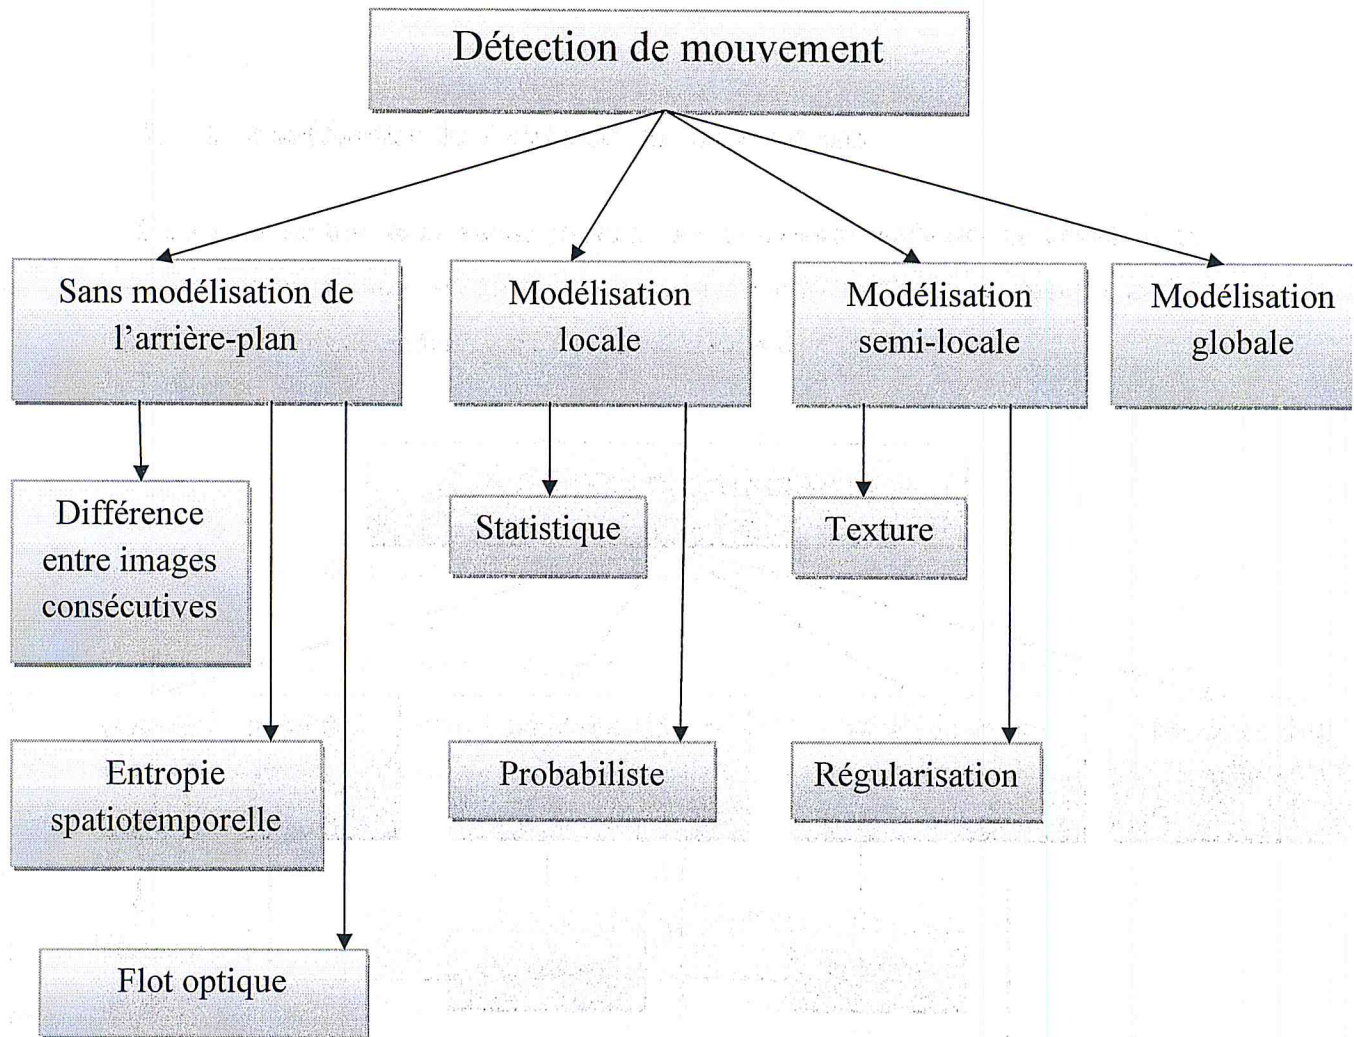 Détection de mouvement
Sans modélisation de
l’arrière-plan
Modélisation
locale
Modélisation
semi-locale
Modélisation
globale
Différence
entre images
consécutives
Statistique
Texture
Entropie
spatiotemporelle
Probabiliste
Régularisation
Flot optique